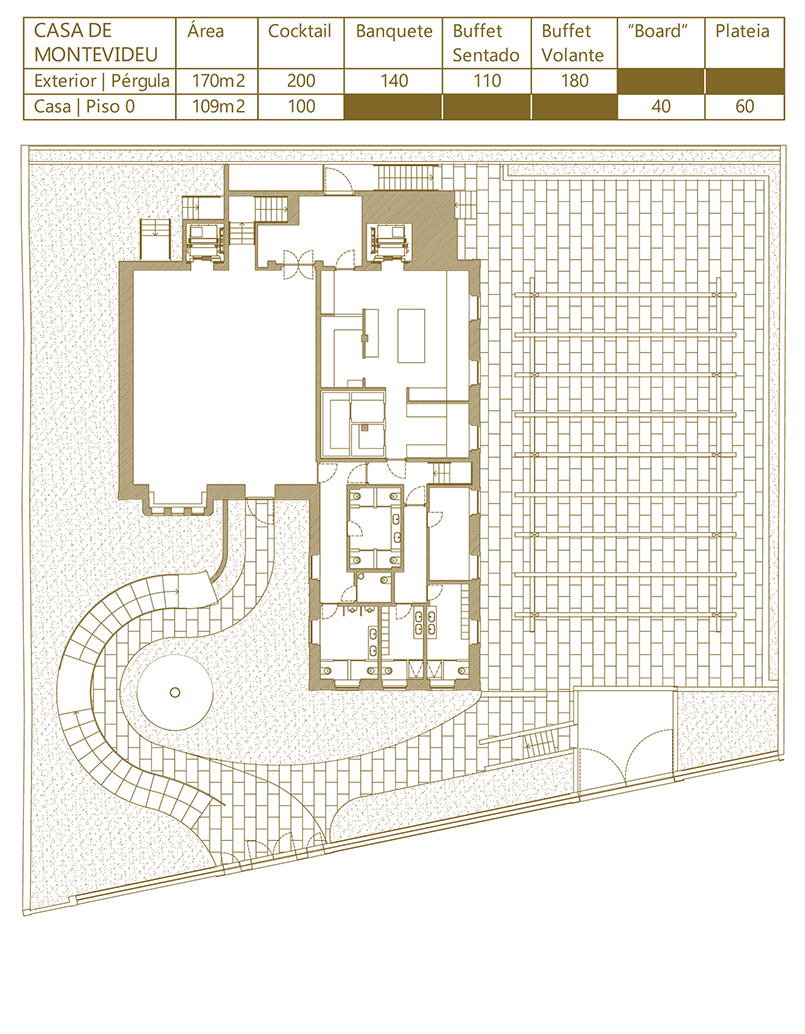 CASA DE MONTEVIDEU Área Cocktail Banquete Buffet Sentado Buffet Volante “Board” Plateia
Exterior | Pérgula 170m2 200 140 110 180
Casa | Piso 0 109m2 100 40 60